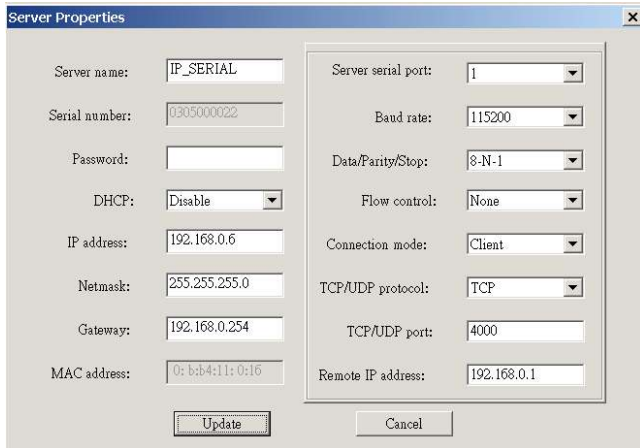 Server Properties
Server name: IP_SERIAL
Serial number: 0305000022
Password:
DHCP: Disable
IP address: 192.168.0.6
Netmask: 255.255.255.0
Gateway: 192.168.0.254
MAC address: 0: b:b4:11: 0:16
Server serial port: 1
Baud rate: 115200
Data/Parity/Stop: 8-N-1
Flow control: None
Connection mode: Client
TCP/UDP protocol: TCP
TCP/UDP port: 4000
Remote IP address: 192.168.0.1
Update
Cancel